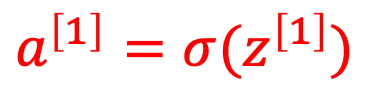 a^[1] = σ(z^[1])